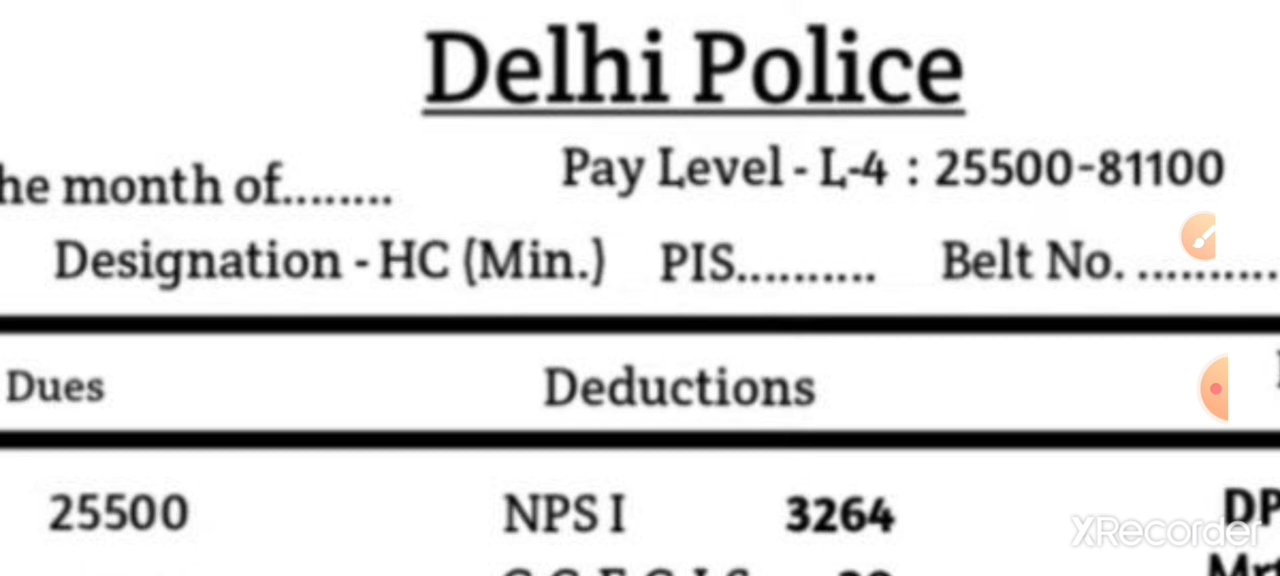 Delhi Police
he month of........
Pay Level - L-4 : 25500-81100
Designation - HC (Min.) PIS.......... Belt No. ..........
Dues Deductions
25500 NPS I 3264 DP
XRecorder